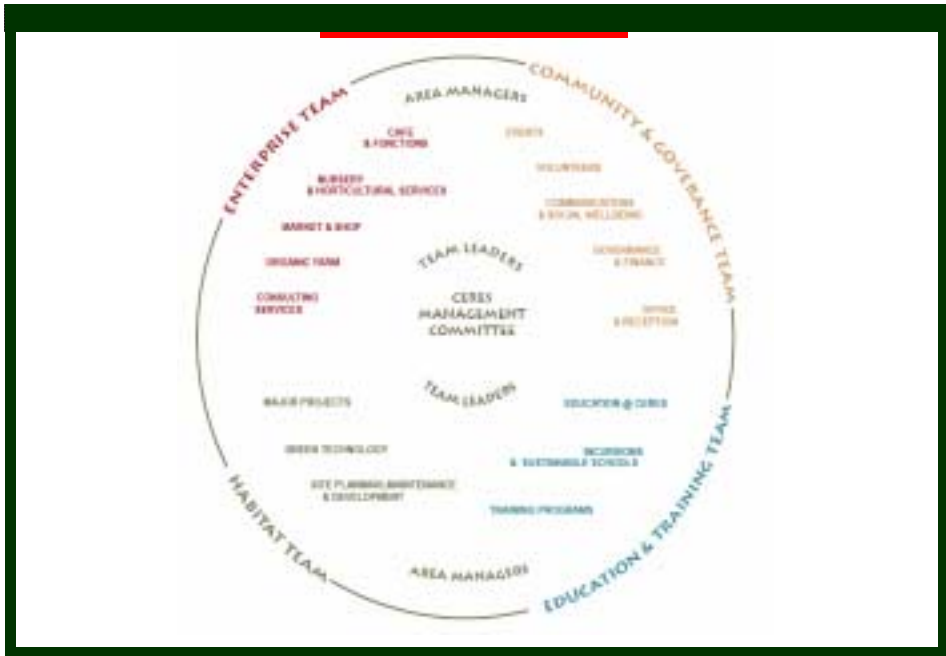 AREA MANAGERS
ENTERPRISE TEAM
CAFE
& FUNCTIONS
NURSERY
& HORTICULTURAL SERVICES
MARKET & SHOP
ORGANIC FARM
CONSULTING
SERVICES
COMMUNITY & GOVERANCE TEAM
EVENTS
VOLUNTEERS
COMMUNICATIONS
& SOCIAL WELLBEING
GOVERNANCE
& FINANCE
OFFICE
& RECEPTION
TEAM LEADERS
CERES
MANAGEMENT
COMMITTEE
TEAM LEADERS
HABITAT TEAM
MAJOR PROJECTS
GREEN TECHNOLOGY
SITE PLANNING,MAINTENANCE
& DEVELOPMENT
EDUCATION & TRAINING TEAM
EDUCATION @ CERES
INCURSIONS
& SUSTAINABLE SCHOOLS
TRAINING PROGRAMS
AREA MANAGERS